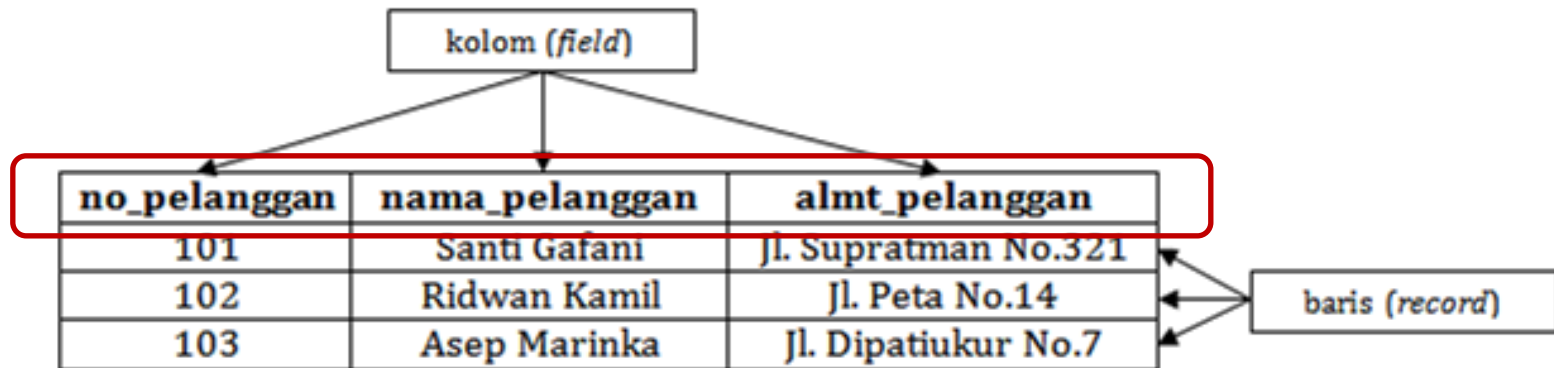 kolom (field)
no_pelanggan nama_pelanggan almt_pelanggan
101 Santi Gafani Jl. Supratman No.321
102 Ridwan Kamil Jl. Peta No.14
baris (record)
103 Asep Marinka Jl. Dipatiukur No.7